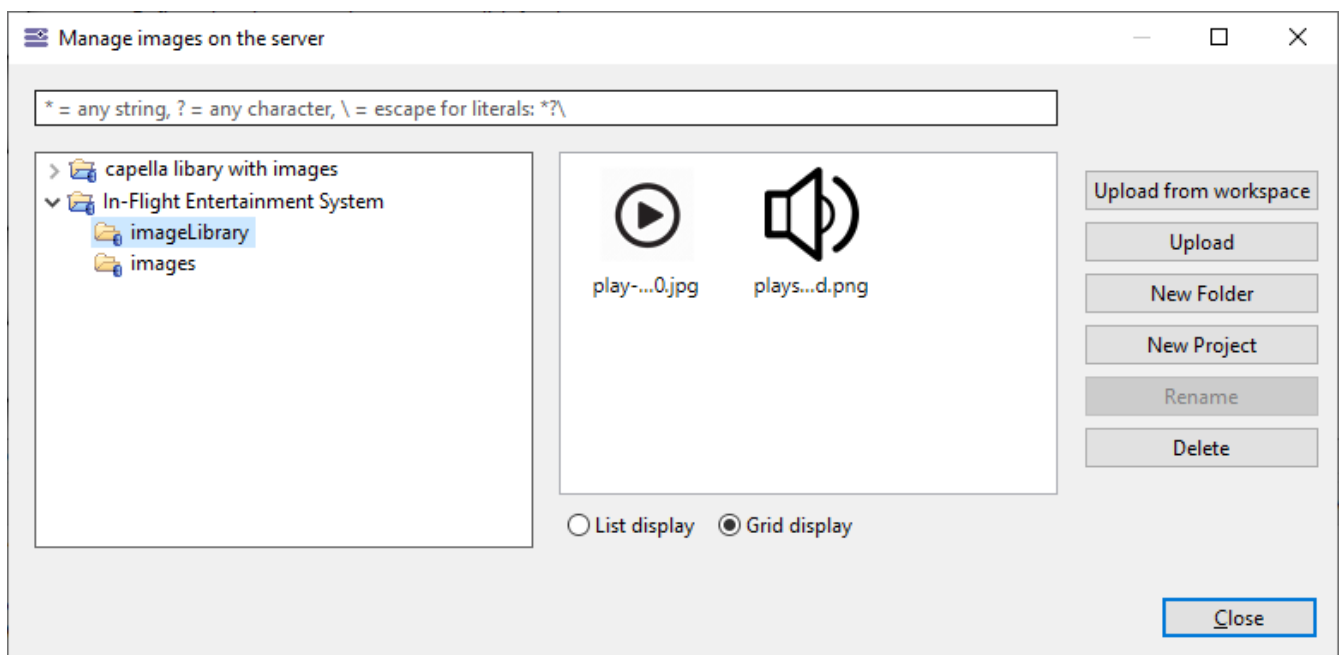 Manage images on the server
* = any string, ? = any character, \ = escape for literals: *?\
capella libary with images
In-Flight Entertainment System
imageLibrary
images
play-...0.jpg
plays...d.png
List display
Grid display
Upload from workspace
Upload
New Folder
New Project
Rename
Delete
Close